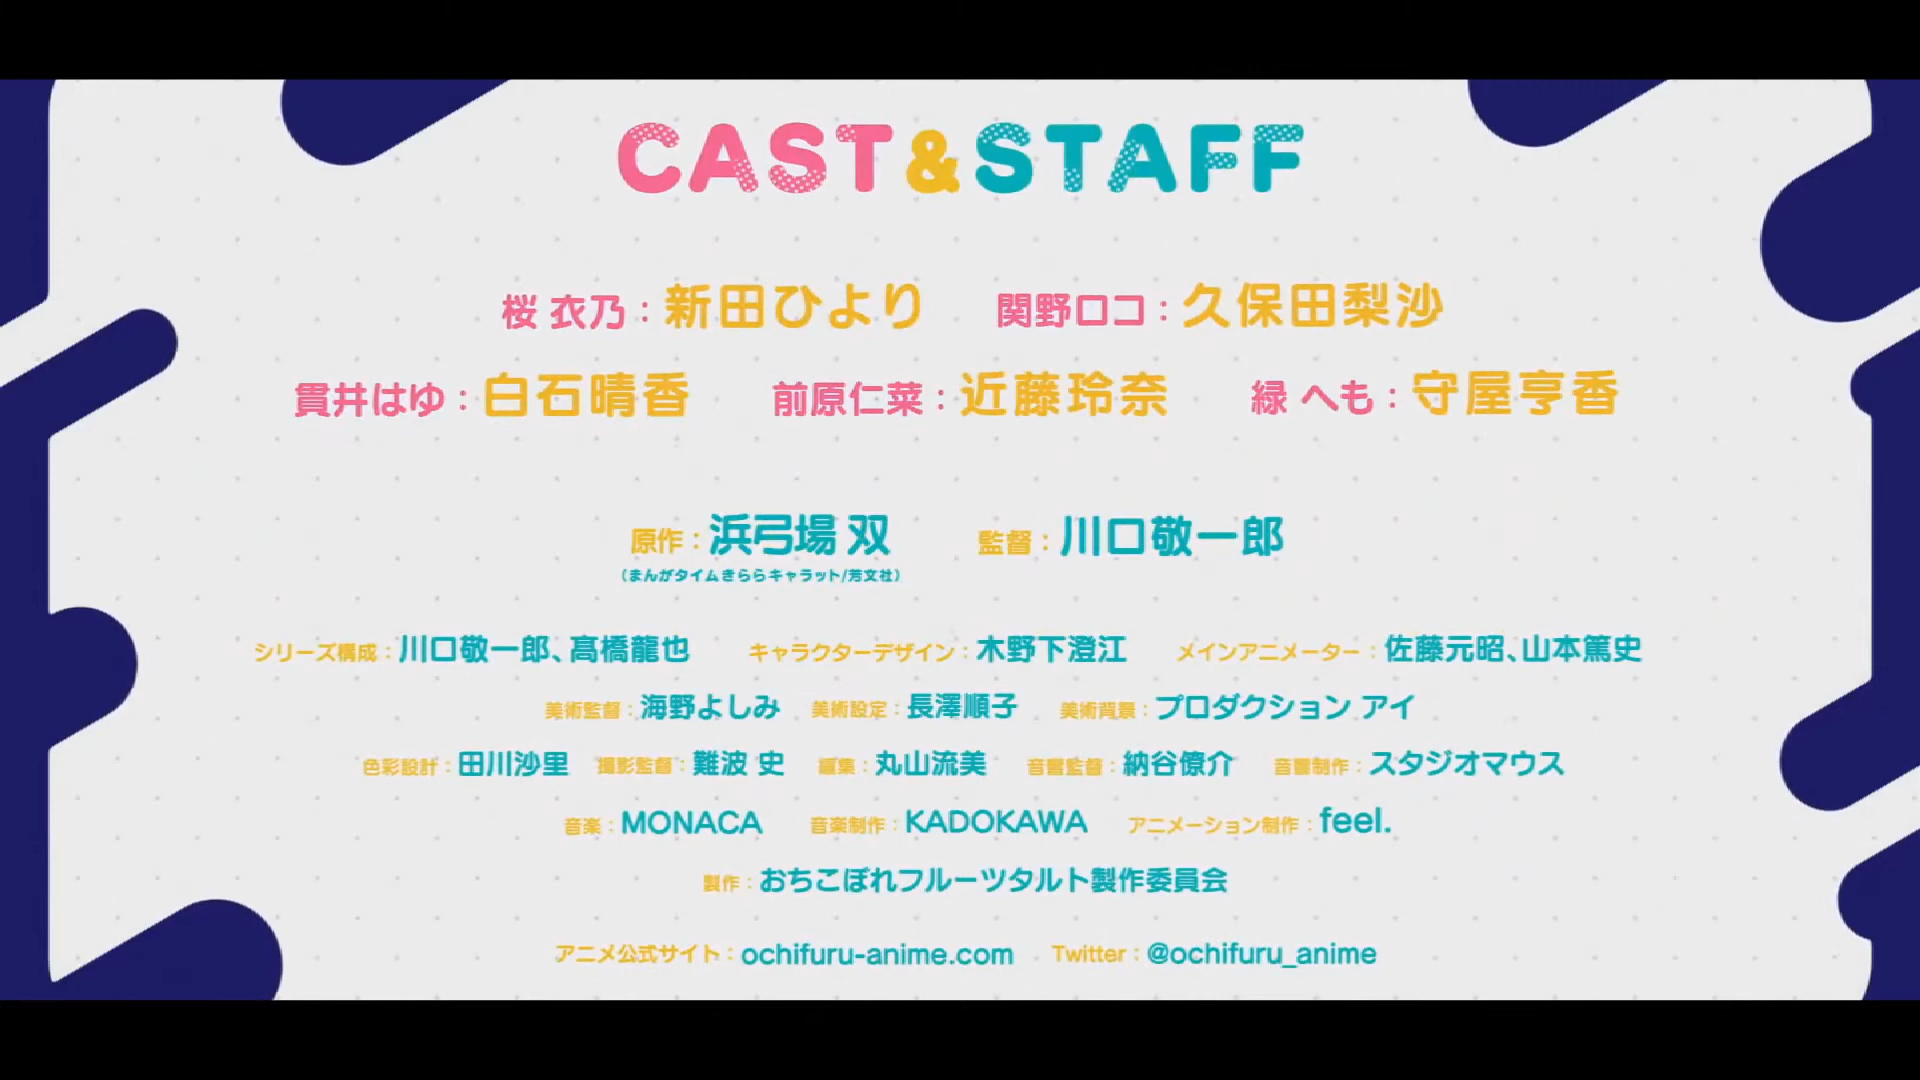 CAST&STAFF
桜 衣乃：新田ひより 関野ロコ：久保田梨沙
貫井はゆ：白石晴香 前原仁菜：近藤玲奈 緑 へも：守屋亨香
原作：浜弓場 双 監督：川口敬一郎
（まんがタイムきららキャラット/芳文社）
シリーズ構成：川口敬一郎、髙橋龍也 キャラクターデザイン：木野下澄江 メインアニメーター：佐藤元昭、山本篤史
美術監督：海野よしみ 美術設定：長澤順子 美術背景：プロダクション アイ
色彩設計：田川沙里 撮影監督：難波 史 編集：丸山流美 音響監督：納谷僚介 音響制作：スタジオマウス
音楽：MONACA 音楽制作：KADOKAWA アニメーション制作：feel.
製作：おちこぼれフルーツタルト製作委員会
アニメ公式サイト：ochifuru-anime.com Twitter：@ochifuru_anime